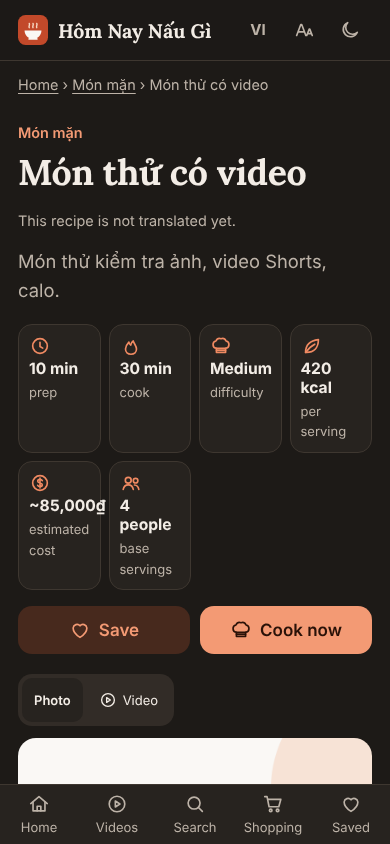 Hôm Nay Nấu Gì
VI
AA
Home › Món mặn › Món thử có video
Món mặn
Món thử có video
This recipe is not translated yet.
Món thử kiểm tra ảnh, video Shorts,
calo.
10 min
prep
30 min
cook
Medium
difficulty
420
kcal
per
serving
~85,000₫
estimated
cost
4
people
base
servings
Save
Cook now
Photo
Video
Home
Videos
Search
Shopping
Saved